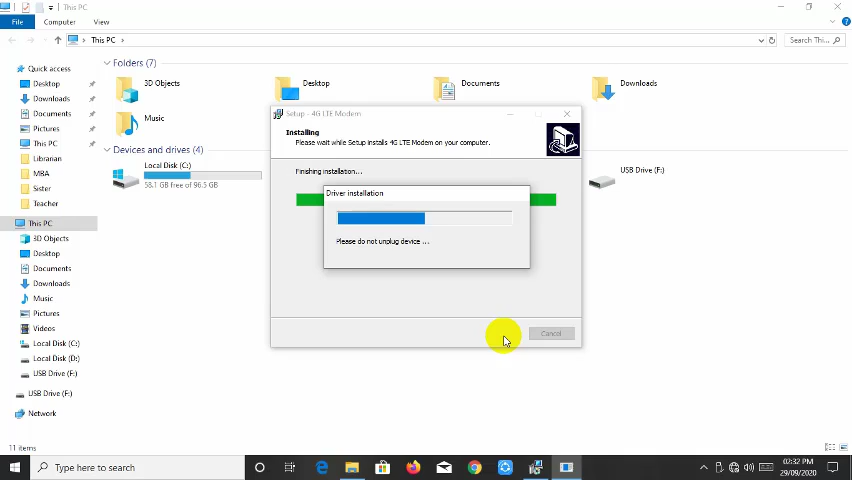 This PC
File
Computer
View
This PC
Search Thi...
Quick access
Desktop
Downloads
Documents
Pictures
This PC
Libranan
MBA
Sister
Teacher
This PC
3D Objects
Desktop
Documents
Downloads
Music
Pictures
Videos
Local Disk (C:)
Local Disk (D:)
USB Drive (F:)
USB Drive (F:)
Network
Folders (7)
3D Objects
Desktop
Documents
Downloads
Music
Devices and drives (4)
Local Disk (C:)
58.1 GB free of 96.5 GB
USB Drive (F:)
Setup - 4G LTE Modem
Installing
Please wait while Setup installs 4G LTE Modem on your computer.
Finishing installation...
Driver installation
Please do not unplug device ...
Cancel
11 items
Type here to search
02:32 PM
29/09/2020